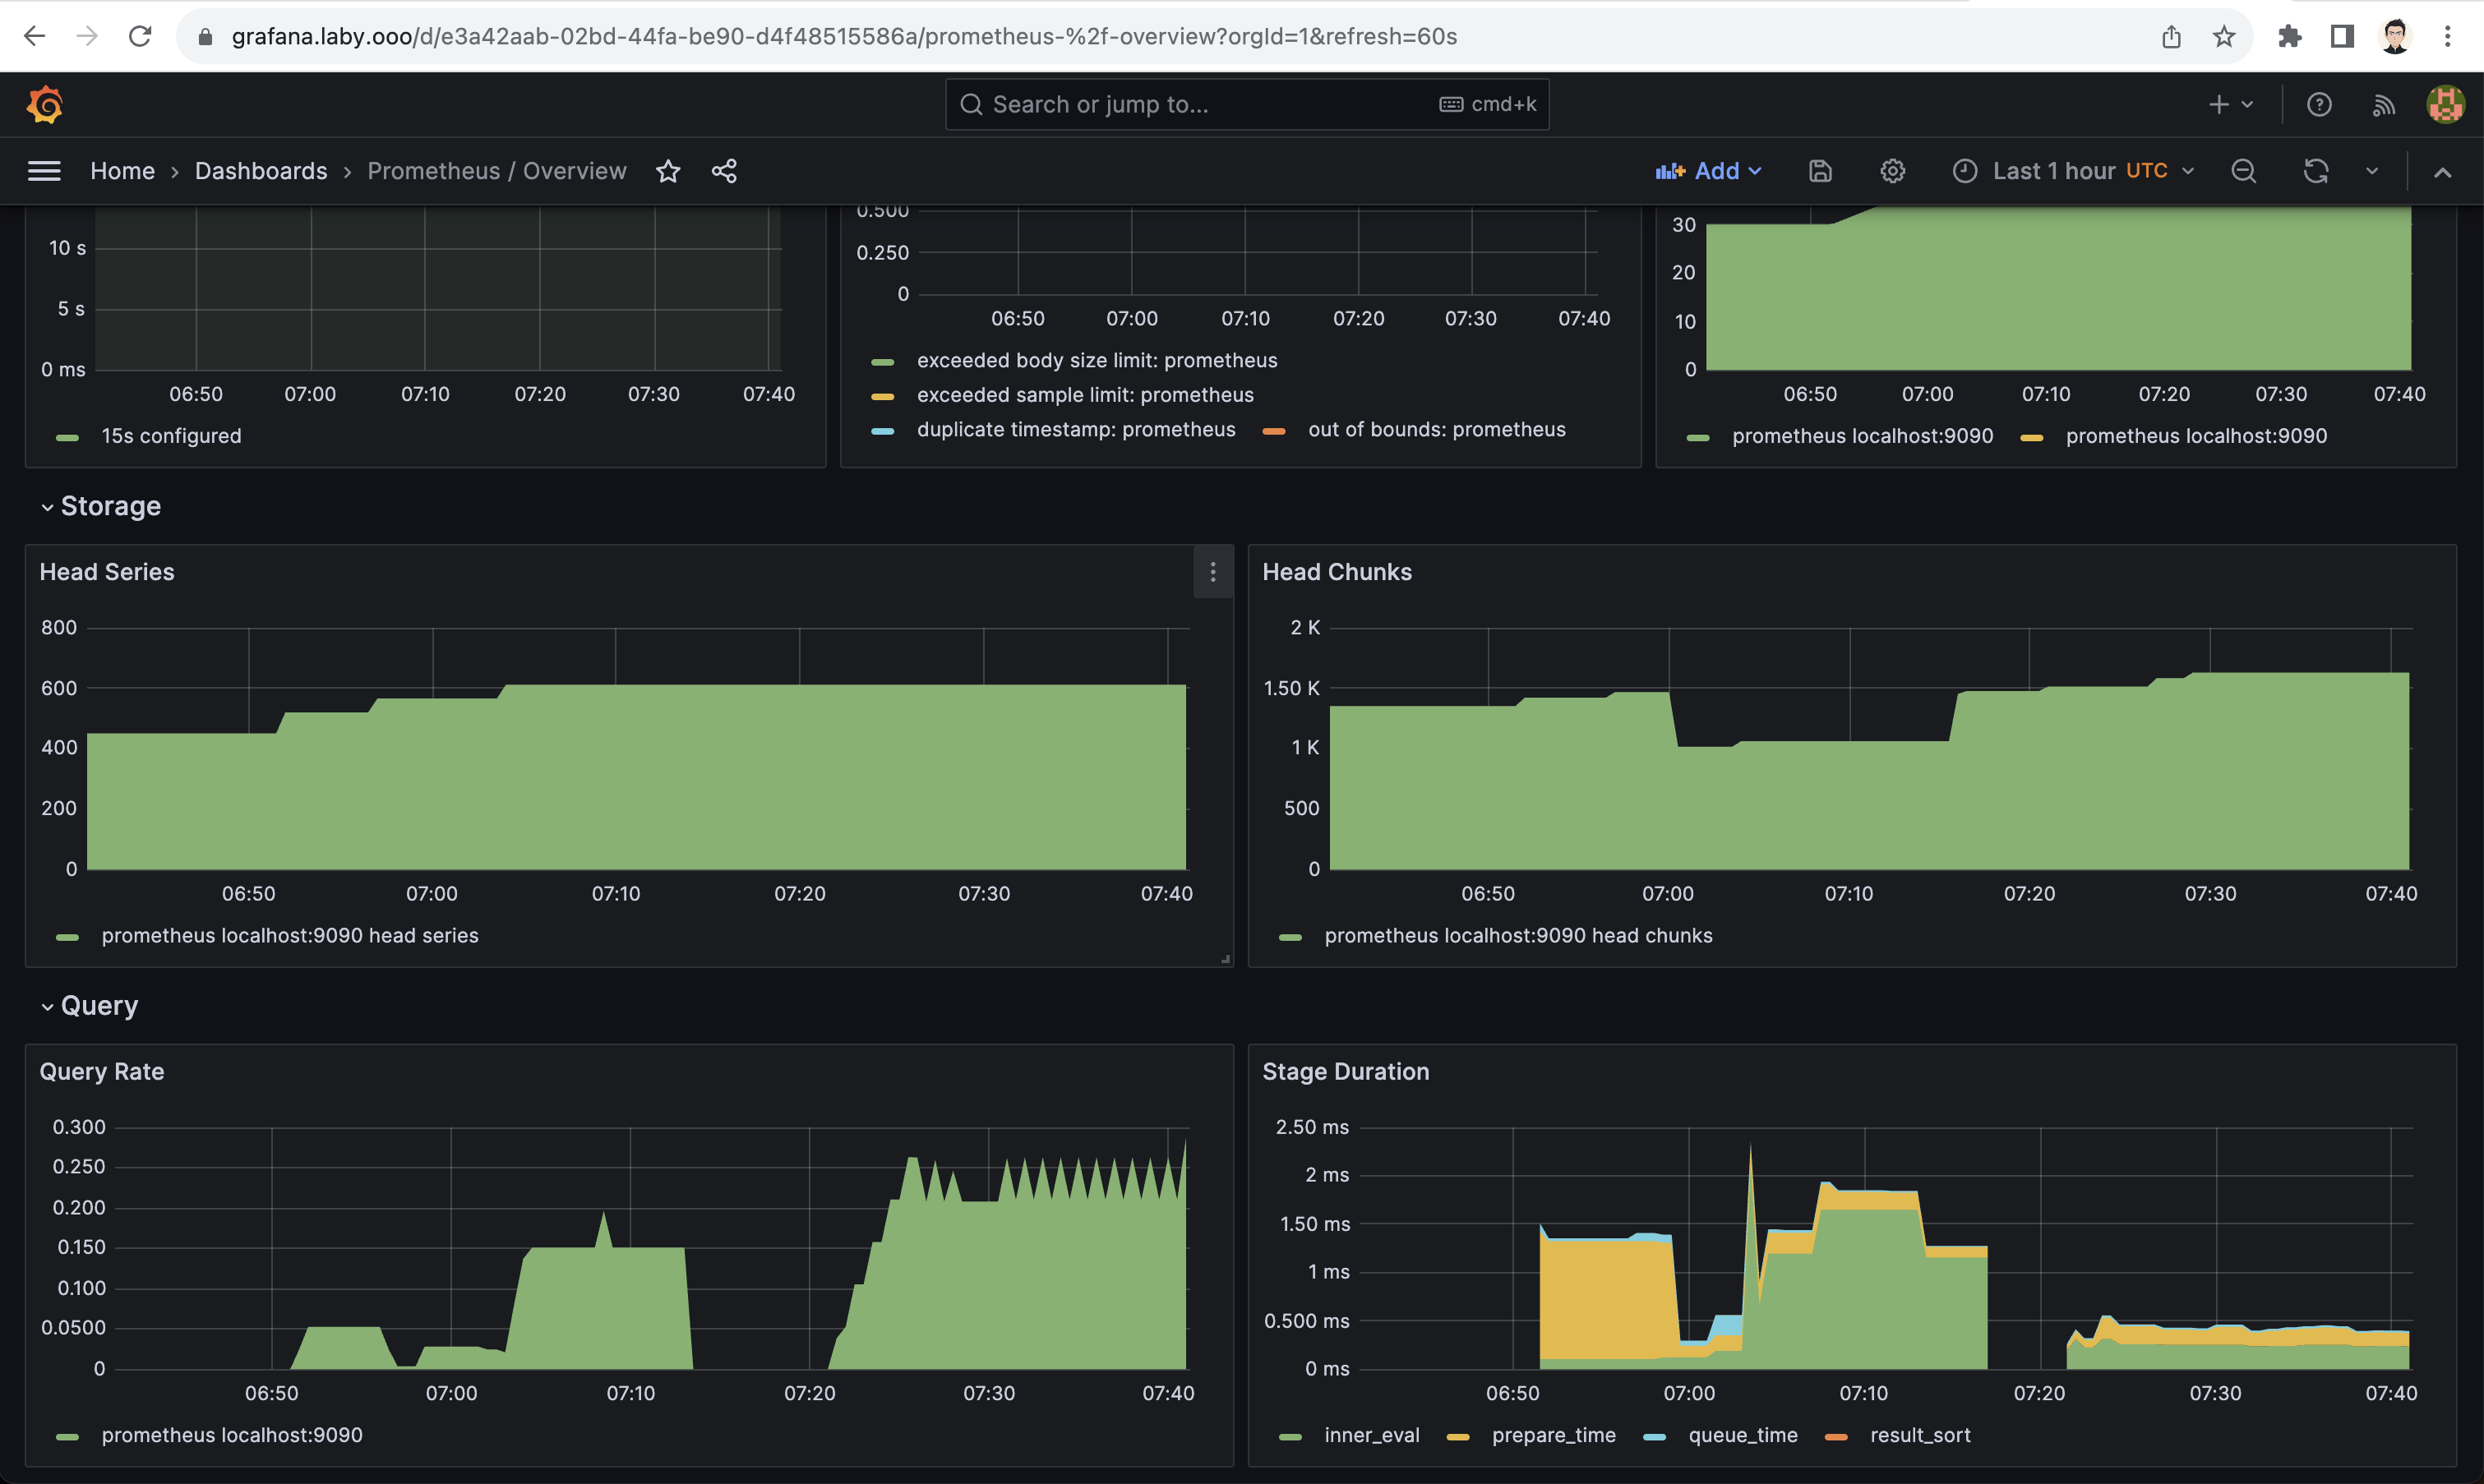 grafana.laby.ooo/d/e3a42aab-02bd-44fa-be90-d4f48515586a/prometheus-%2f-overview?orgId=1&refresh=60s
Search or jump to... cmd+k
Home › Dashboards › Prometheus / Overview Add Last 1 hour UTC
10 s
5 s
0 ms
06:50 07:00 07:10 07:20 07:30 07:40
15s configured
0.500
0.250
0
06:50 07:00 07:10 07:20 07:30 07:40
exceeded body size limit: prometheus
exceeded sample limit: prometheus
duplicate timestamp: prometheus out of bounds: prometheus
30
20
10
0
06:50 07:00 07:10 07:20 07:30 07:40
prometheus localhost:9090 prometheus localhost:9090
Storage
Head Series
800
600
400
200
0
06:50 07:00 07:10 07:20 07:30 07:40
prometheus localhost:9090 head series
Head Chunks
2 K
1.50 K
1 K
500
0
06:50 07:00 07:10 07:20 07:30 07:40
prometheus localhost:9090 head chunks
Query
Query Rate
0.300
0.250
0.200
0.150
0.100
0.0500
0
06:50 07:00 07:10 07:20 07:30 07:40
prometheus localhost:9090
Stage Duration
2.50 ms
2 ms
1.50 ms
1 ms
0.500 ms
0 ms
06:50 07:00 07:10 07:20 07:30 07:40
inner_eval prepare_time queue_time result_sort